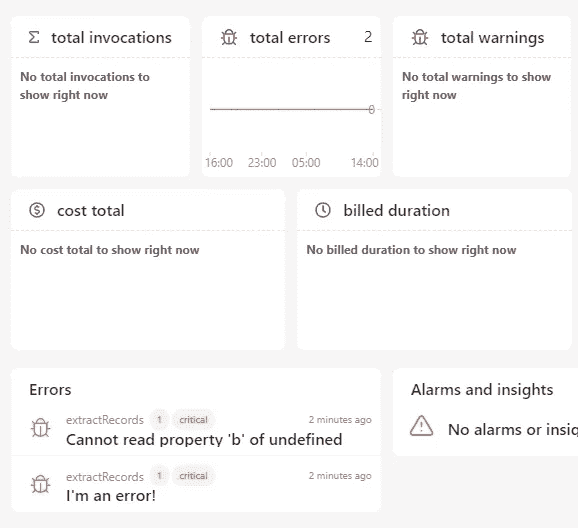 total invocations
total errors 2
total warnings
No total invocations to
show right now
No total warnings to show
right now
0
16:00 23:00 05:00 14:00
cost total
billed duration
No cost total to show right now
No billed duration to show right now
Errors
Alarms and insights
extractRecords 1 critical 2 minutes ago
Cannot read property 'b' of undefined
No alarms or insig
extractRecords 1 critical 2 minutes ago
I'm an error!